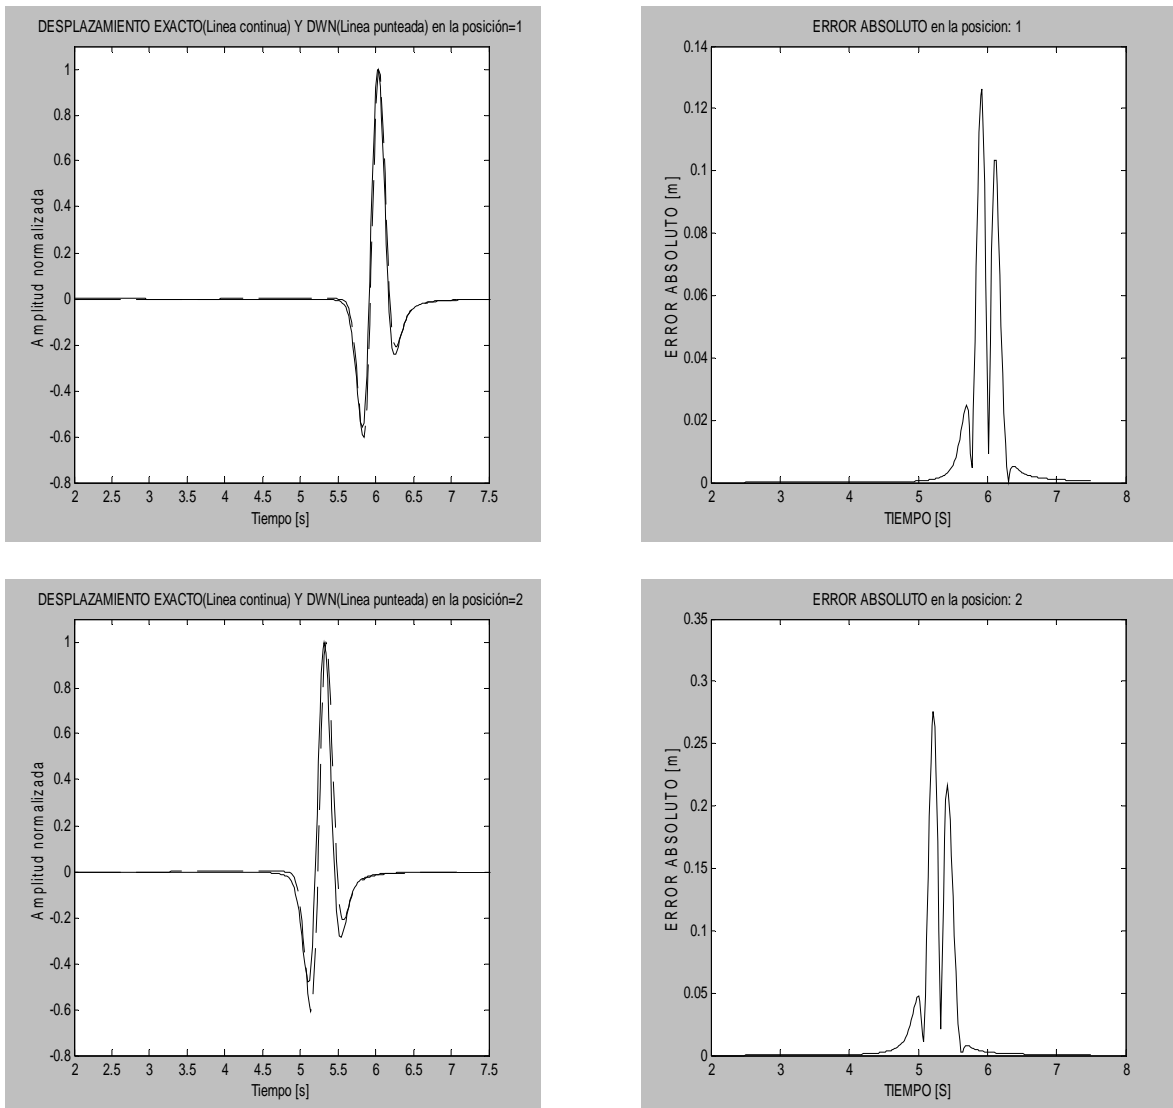 DESPLAZAMIENTO EXACTO(Linea continua) Y DWN(Linea punteada) en la posición=1
1
0.8
0.6
0.4
0.2
0
-0.2
-0.4
-0.6
-0.8
Amplitud normalizada
2 2.5 3 3.5 4 4.5 5 5.5 6 6.5 7 7.5
Tiempo [s]
ERROR ABSOLUTO en la posicion: 1
0.14
0.12
0.1
0.08
0.06
0.04
0.02
0
ERROR ABSOLUTO [m]
2 3 4 5 6 7 8
TIEMPO [S]
DESPLAZAMIENTO EXACTO(Linea continua) Y DWN(Linea punteada) en la posición=2
1
0.8
0.6
0.4
0.2
0
-0.2
-0.4
-0.6
-0.8
Amplitud normalizada
2 2.5 3 3.5 4 4.5 5 5.5 6 6.5 7 7.5
Tiempo [s]
ERROR ABSOLUTO en la posicion: 2
0.35
0.3
0.25
0.2
0.15
0.1
0.05
0
ERROR ABSOLUTO [m]
2 3 4 5 6 7 8
TIEMPO [S]